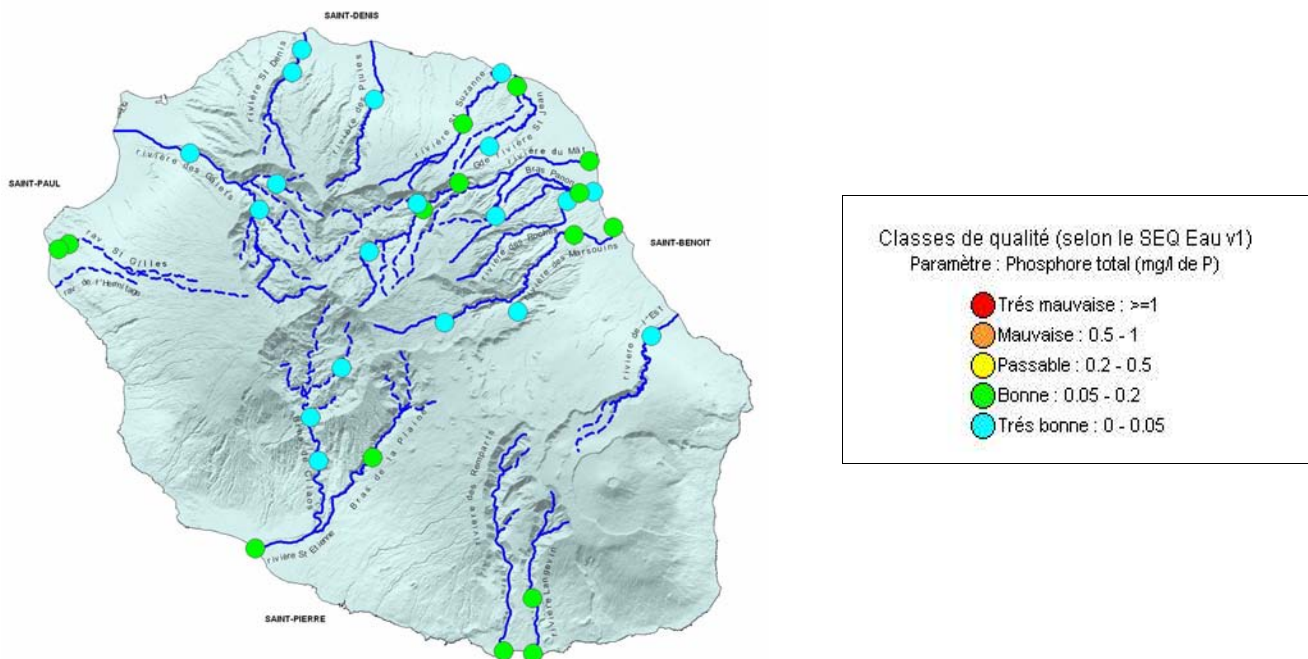 SAINT-DENIS
rivière St Denis
rivière des Pluies
rivière St Suzanne
Gde rivière St Jean
rivière du Mât
Bras Panon
rivière des Galets
SAINT-PAUL
rav. St Gilles
rav. de l'Hermitage
rivière des Roches
rivière des Marsouins
SAINT-BENOIT
rivière de l'Est
Bras de la Plaine
rivière des Remparts
rivière Langevin
rivière St Etienne
SAINT-PIERRE
Classes de qualité (selon le SEQ Eau v1)
Paramètre : Phosphore total (mg/l de P)
Trés mauvaise : >=1
Mauvaise : 0.5 - 1
Passable : 0.2 - 0.5
Bonne : 0.05 - 0.2
Trés bonne : 0 - 0.05